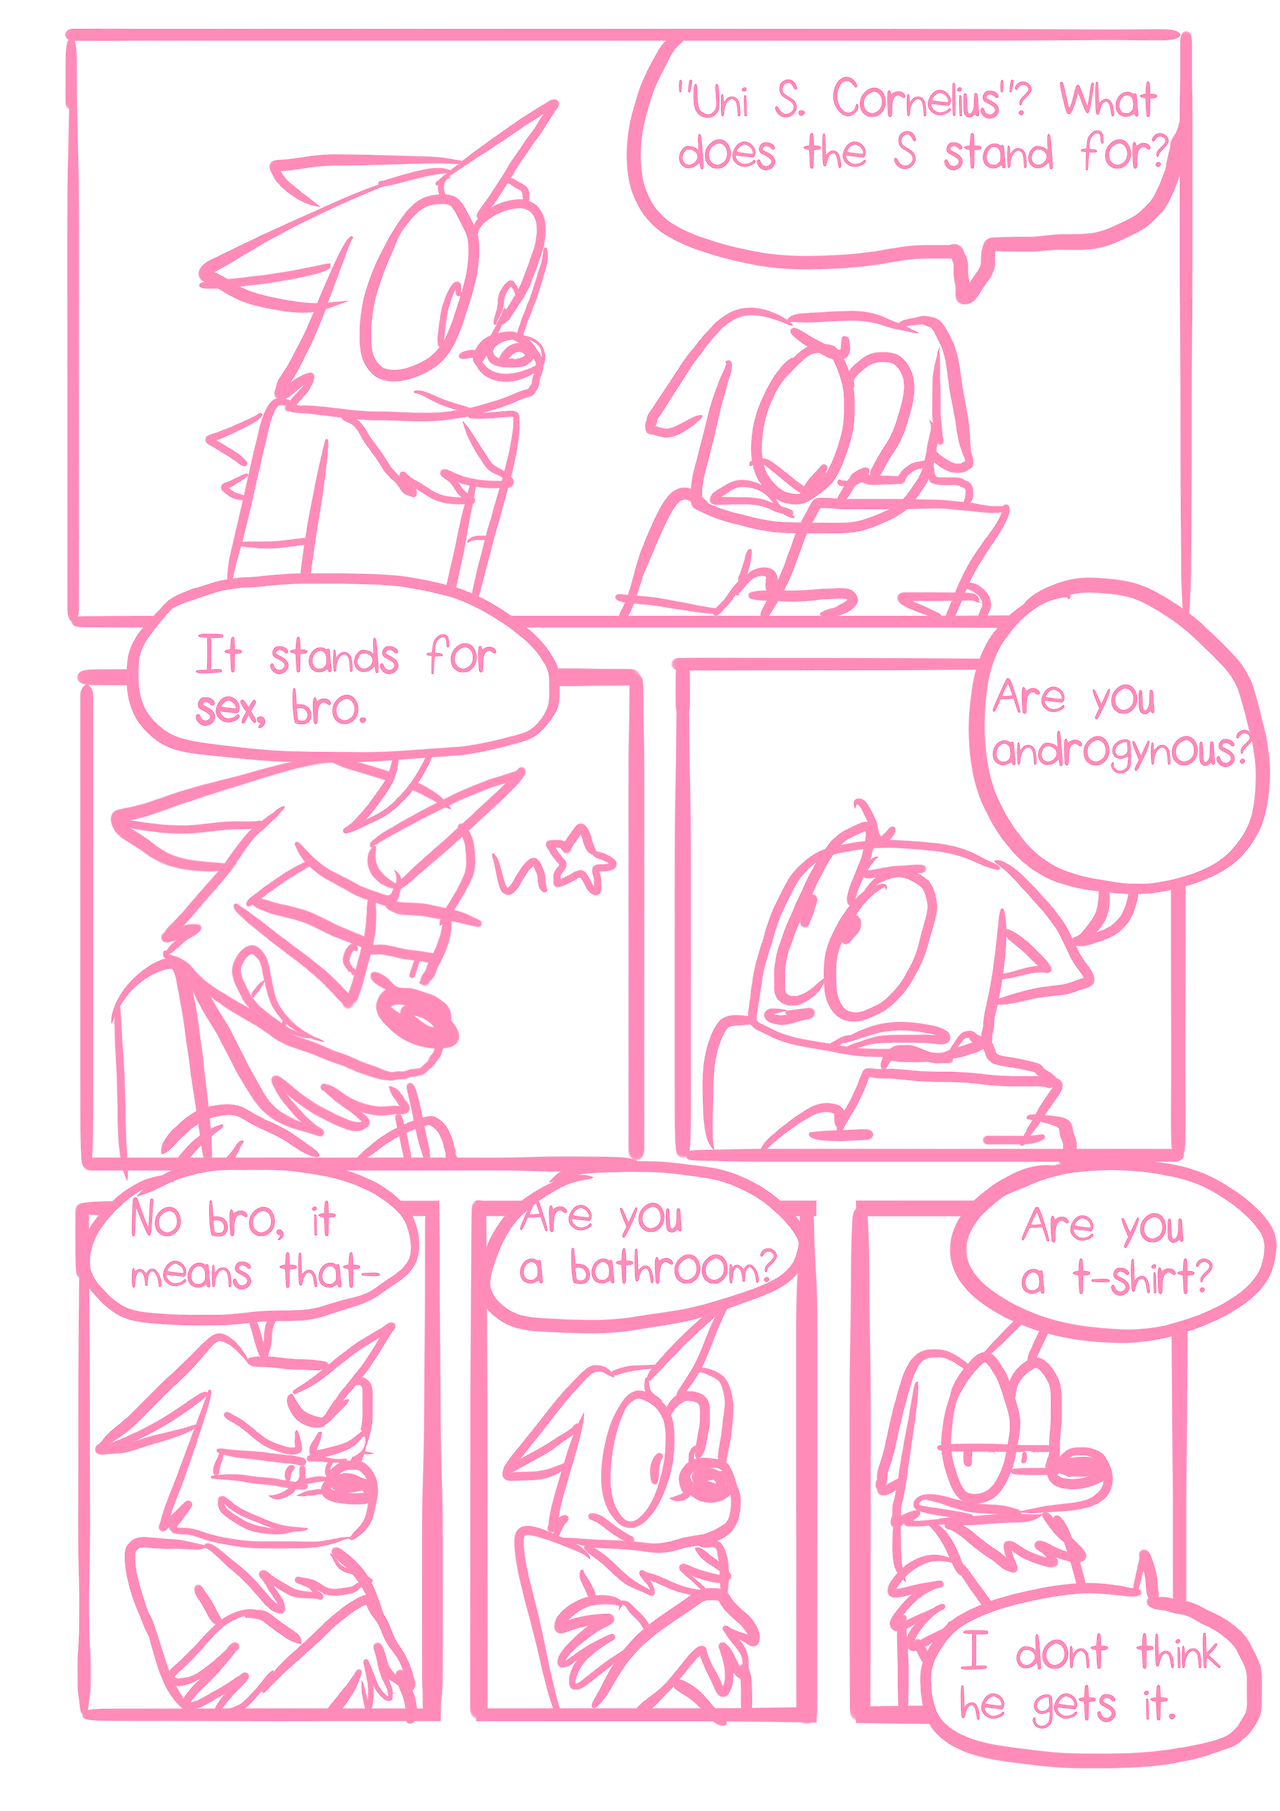 "Uni S. Cornelius"? What
does the S stand for?
It stands for
sex, bro.
Are you
androgynous?
No bro, it
means that-
Are you
a bathroom?
Are you
a t-shirt?
I dont think
he gets it.